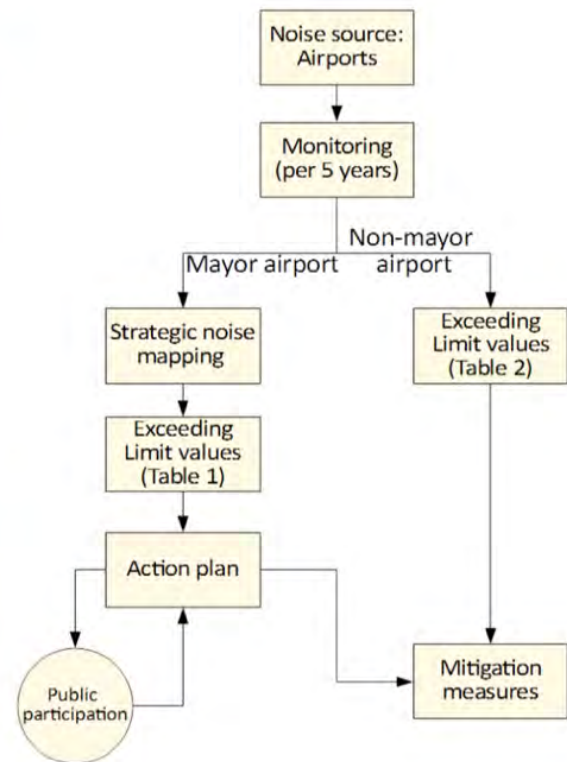 Noise source:
Airports
Monitoring
(per 5 years)
Mayor airport
Non-mayor
airport
Strategic noise
mapping
Exceeding
Limit values
(Table 2)
Exceeding
Limit values
(Table 1)
Action plan
Public
participation
Mitigation
measures